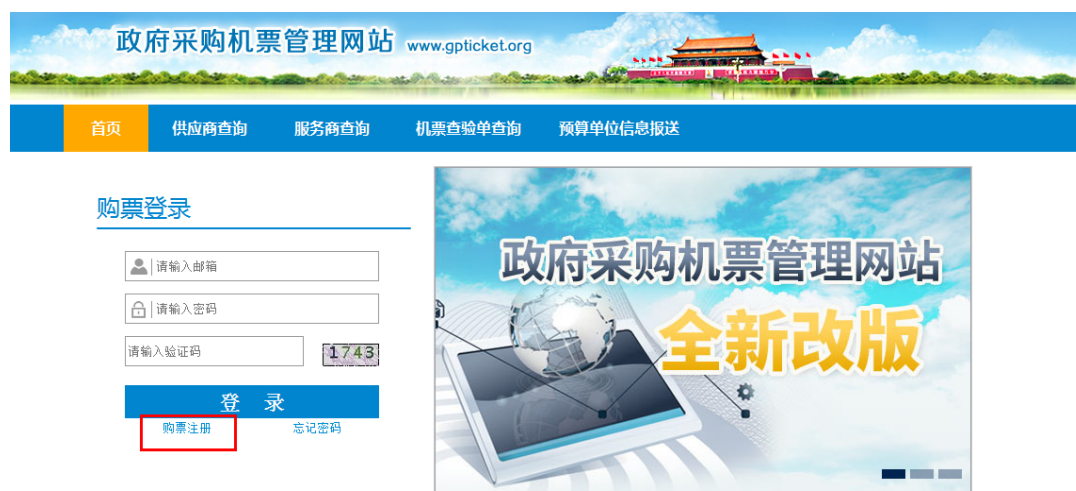 政府采购机票管理网站 www.gpticket.org
首页 供应商查询 服务商查询 机票查验单查询 预算单位信息报送
购票登录
请输入邮箱
请输入密码
请输入验证码 1743
登 录
购票注册 忘记密码
政府采购机票管理网站
全新改版